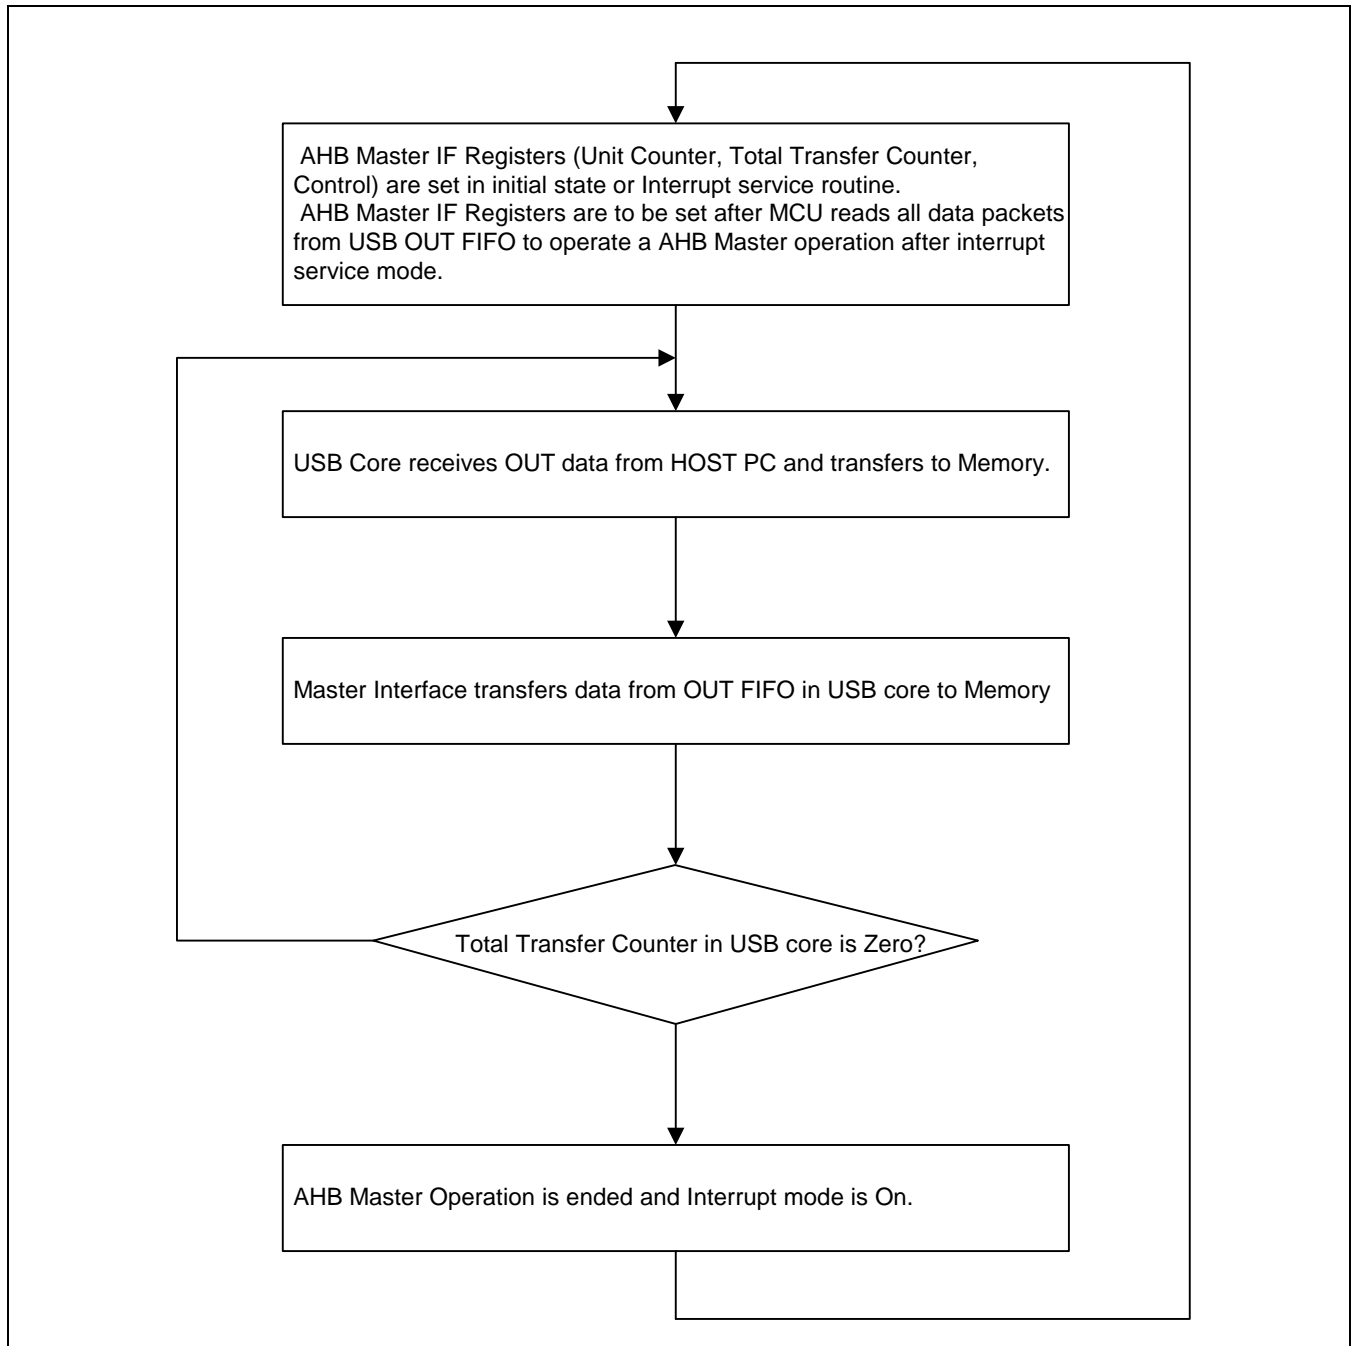 AHB Master IF Registers (Unit Counter, Total Transfer Counter,
Control) are set in initial state or Interrupt service routine.
AHB Master IF Registers are to be set after MCU reads all data packets
from USB OUT FIFO to operate a AHB Master operation after interrupt
service mode.
USB Core receives OUT data from HOST PC and transfers to Memory.
Master Interface transfers data from OUT FIFO in USB core to Memory
Total Transfer Counter in USB core is Zero?
AHB Master Operation is ended and Interrupt mode is On.